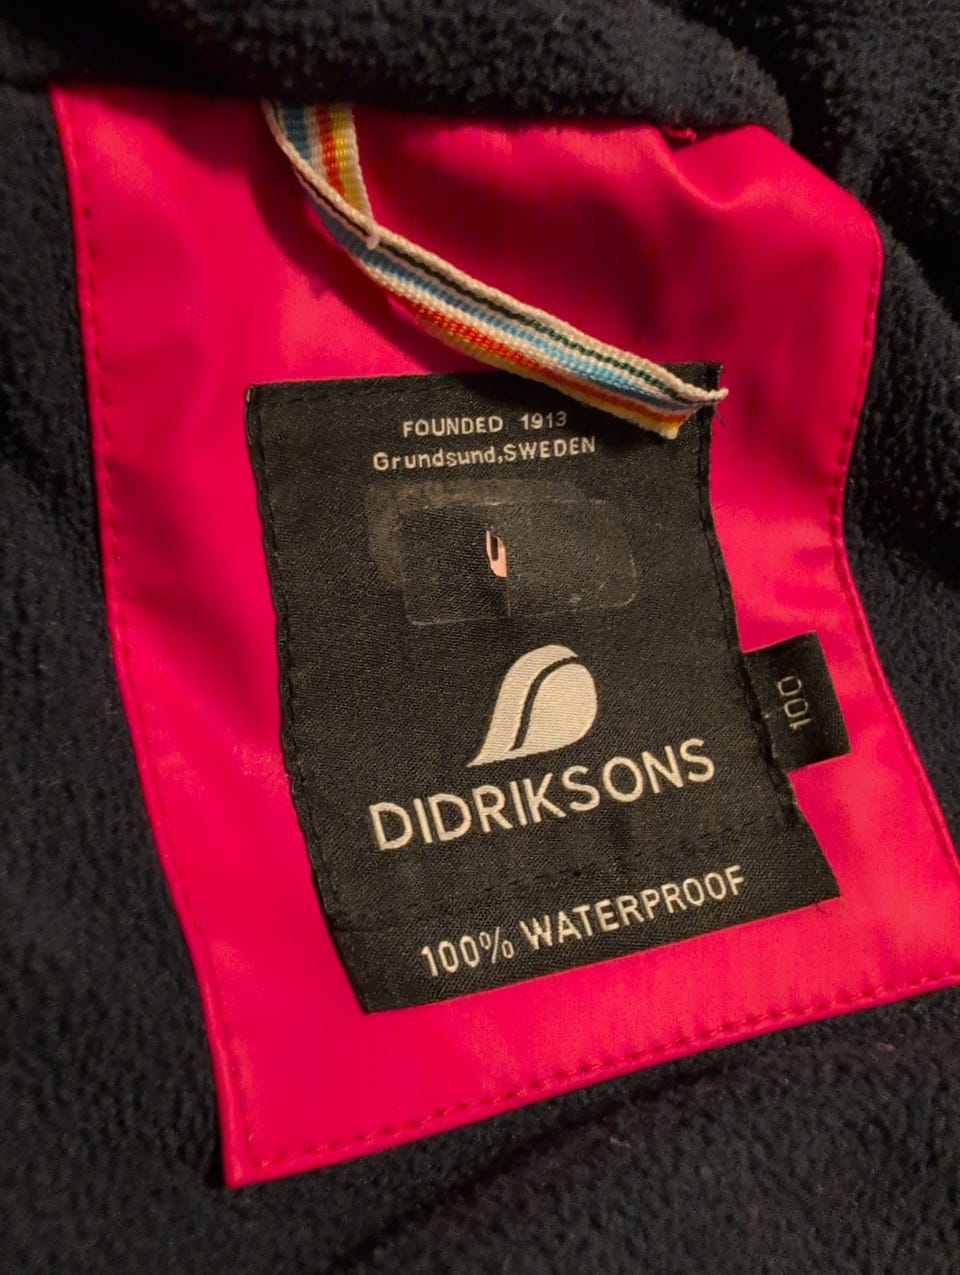 FOUNDED 1913
Grundsund,SWEDEN
DIDRIKSONS
100
100% WATERPROOF